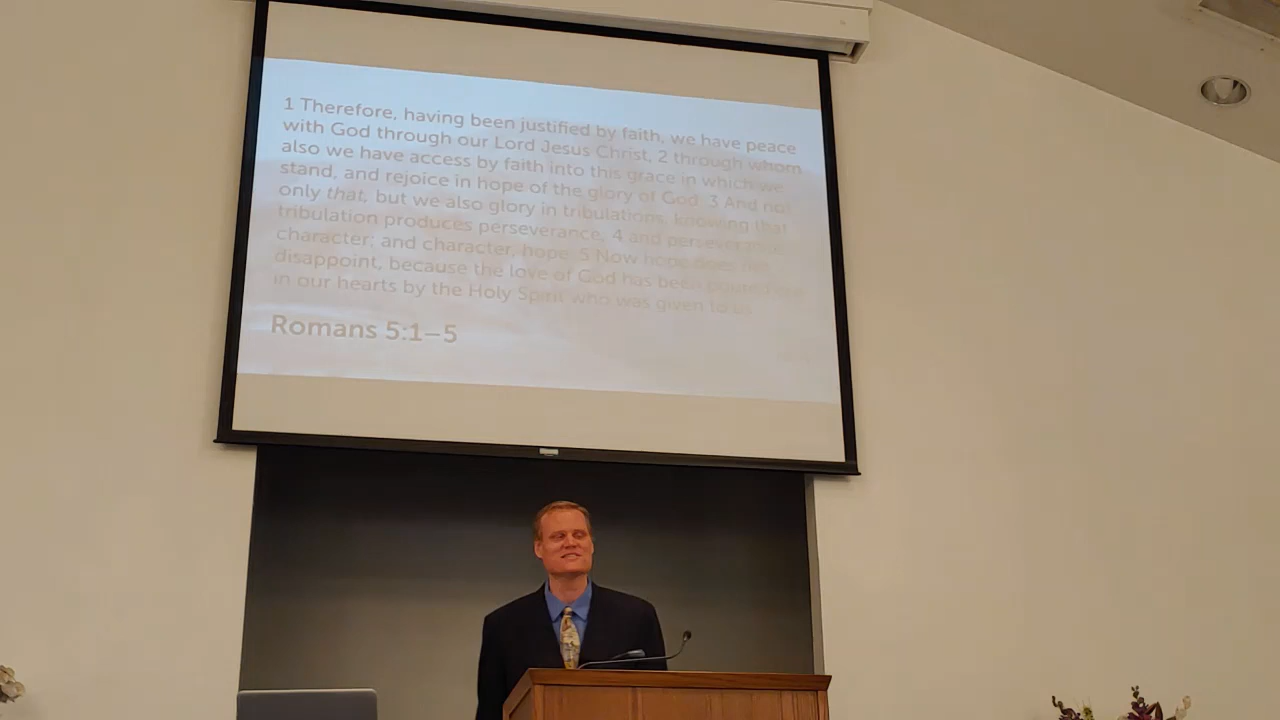 1 Therefore, having been justified by faith, we have peace
with God through our Lord Jesus Christ, 2 through whom
also we have access by faith into this grace in which we
stand, and rejoice in hope of the glory of God. 3 And not
only that, but we also glory in tribulations, knowing that
tribulation produces perseverance; 4 and perseverance,
character; and character, hope. 5 Now hope does not
disappoint, because the love of God has been poured out
in our hearts by the Holy Spirit who was given to us.
Romans 5:1–5